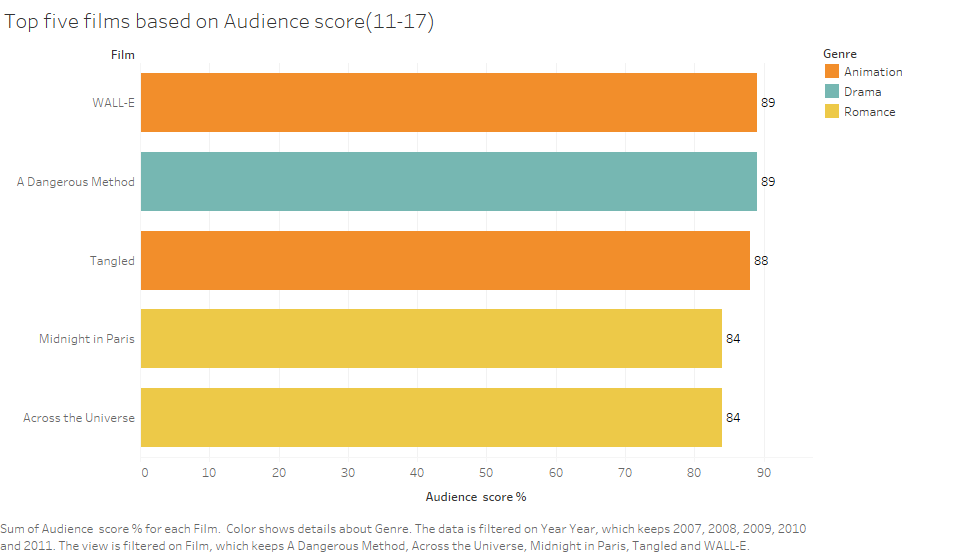 Top five films based on Audience score(11-17)
Film
Genre
Animation
Drama
Romance
WALL-E
89
A Dangerous Method
89
Tangled
88
Midnight in Paris
84
Across the Universe
84
0 10 20 30 40 50 60 70 80 90
Audience score %
Sum of Audience score % for each Film. Color shows details about Genre. The data is filtered on Year Year, which keeps 2007, 2008, 2009, 2010
and 2011. The view is filtered on Film, which keeps A Dangerous Method, Across the Universe, Midnight in Paris, Tangled and WALL-E.